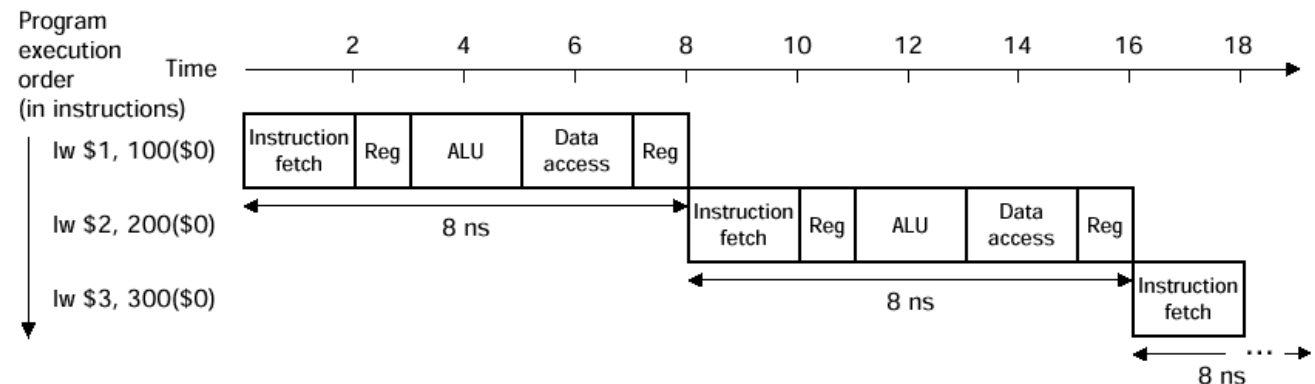 Program
execution
order
(in instructions)
Time
2 4 6 8 10 12 14 16 18
lw $1, 100($0)
Instruction
fetch
Reg
ALU
Data
access
Reg
8 ns
lw $2, 200($0)
Instruction
fetch
Reg
ALU
Data
access
Reg
8 ns
lw $3, 300($0)
Instruction
fetch
...
8 ns